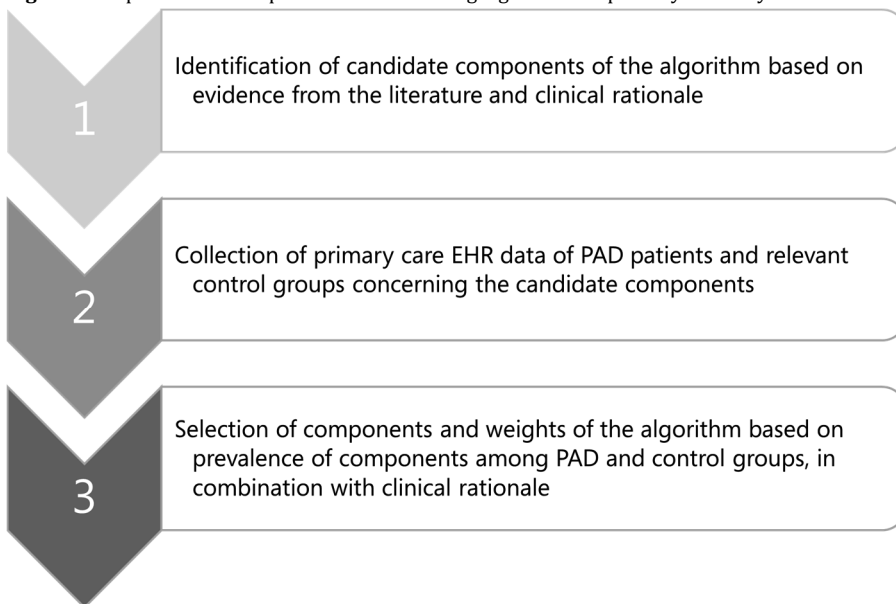 1
Identification of candidate components of the algorithm based on
evidence from the literature and clinical rationale
2
Collection of primary care EHR data of PAD patients and relevant
control groups concerning the candidate components
3
Selection of components and weights of the algorithm based on
prevalence of components among PAD and control groups, in
combination with clinical rationale